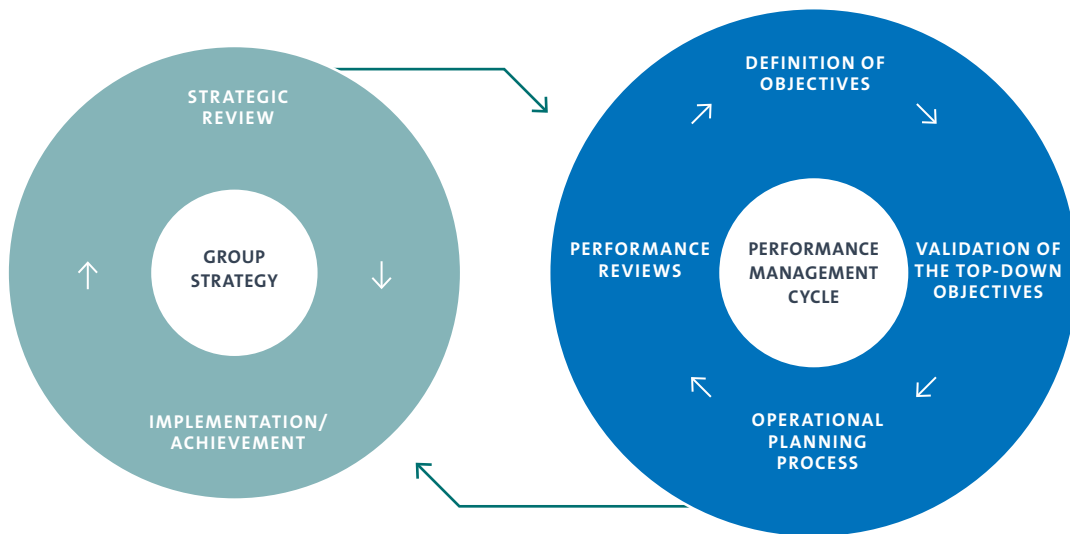 STRATEGIC
REVIEW
GROUP
STRATEGY
IMPLEMENTATION/
ACHIEVEMENT
DEFINITION OF
OBJECTIVES
PERFORMANCE
REVIEWS
PERFORMANCE
MANAGEMENT
CYCLE
VALIDATION OF
THE TOP-DOWN
OBJECTIVES
OPERATIONAL
PLANNING
PROCESS